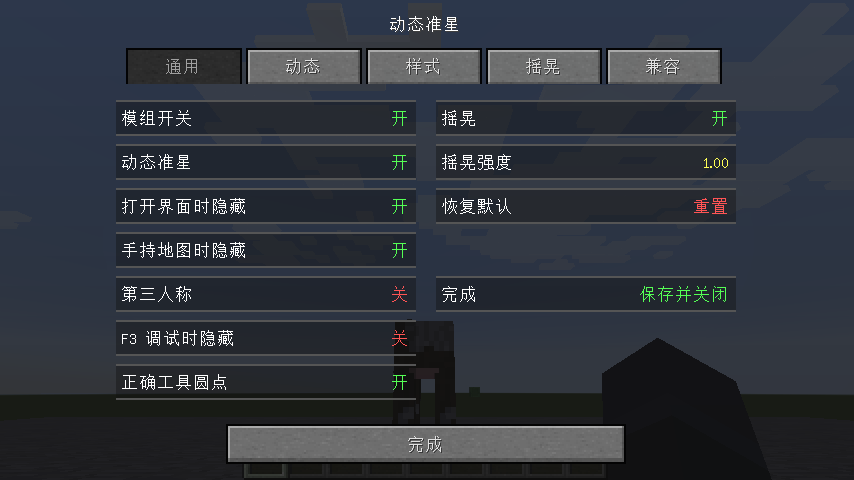 动态准星
通用 动态 样式 摇晃 兼容
模组开关 开 摇晃 开
动态准星 开 摇晃强度 1.00
打开界面时隐藏 开 恢复默认 重置
手持地图时隐藏 开
第三人称 关 完成 保存并关闭
F3 调试时隐藏 关
正确工具圆点 开
完成